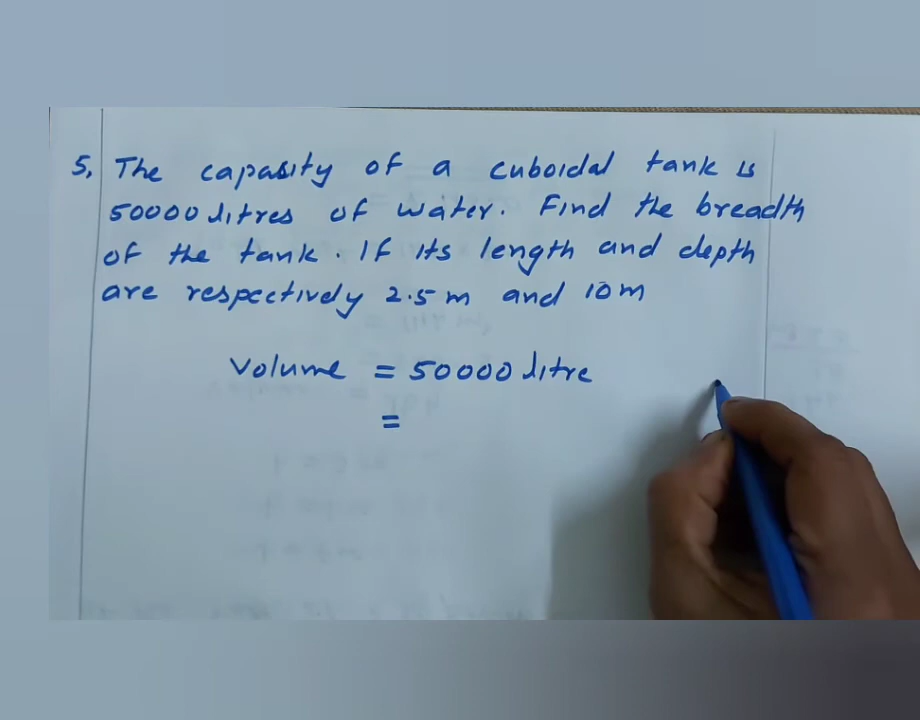 5, The capasity of a cuboidal tank is
50000 litres of water. Find the breadth
of the tank. If its length and depth
are respectively 2.5 m and 10 m
Volume = 50000 litre
=